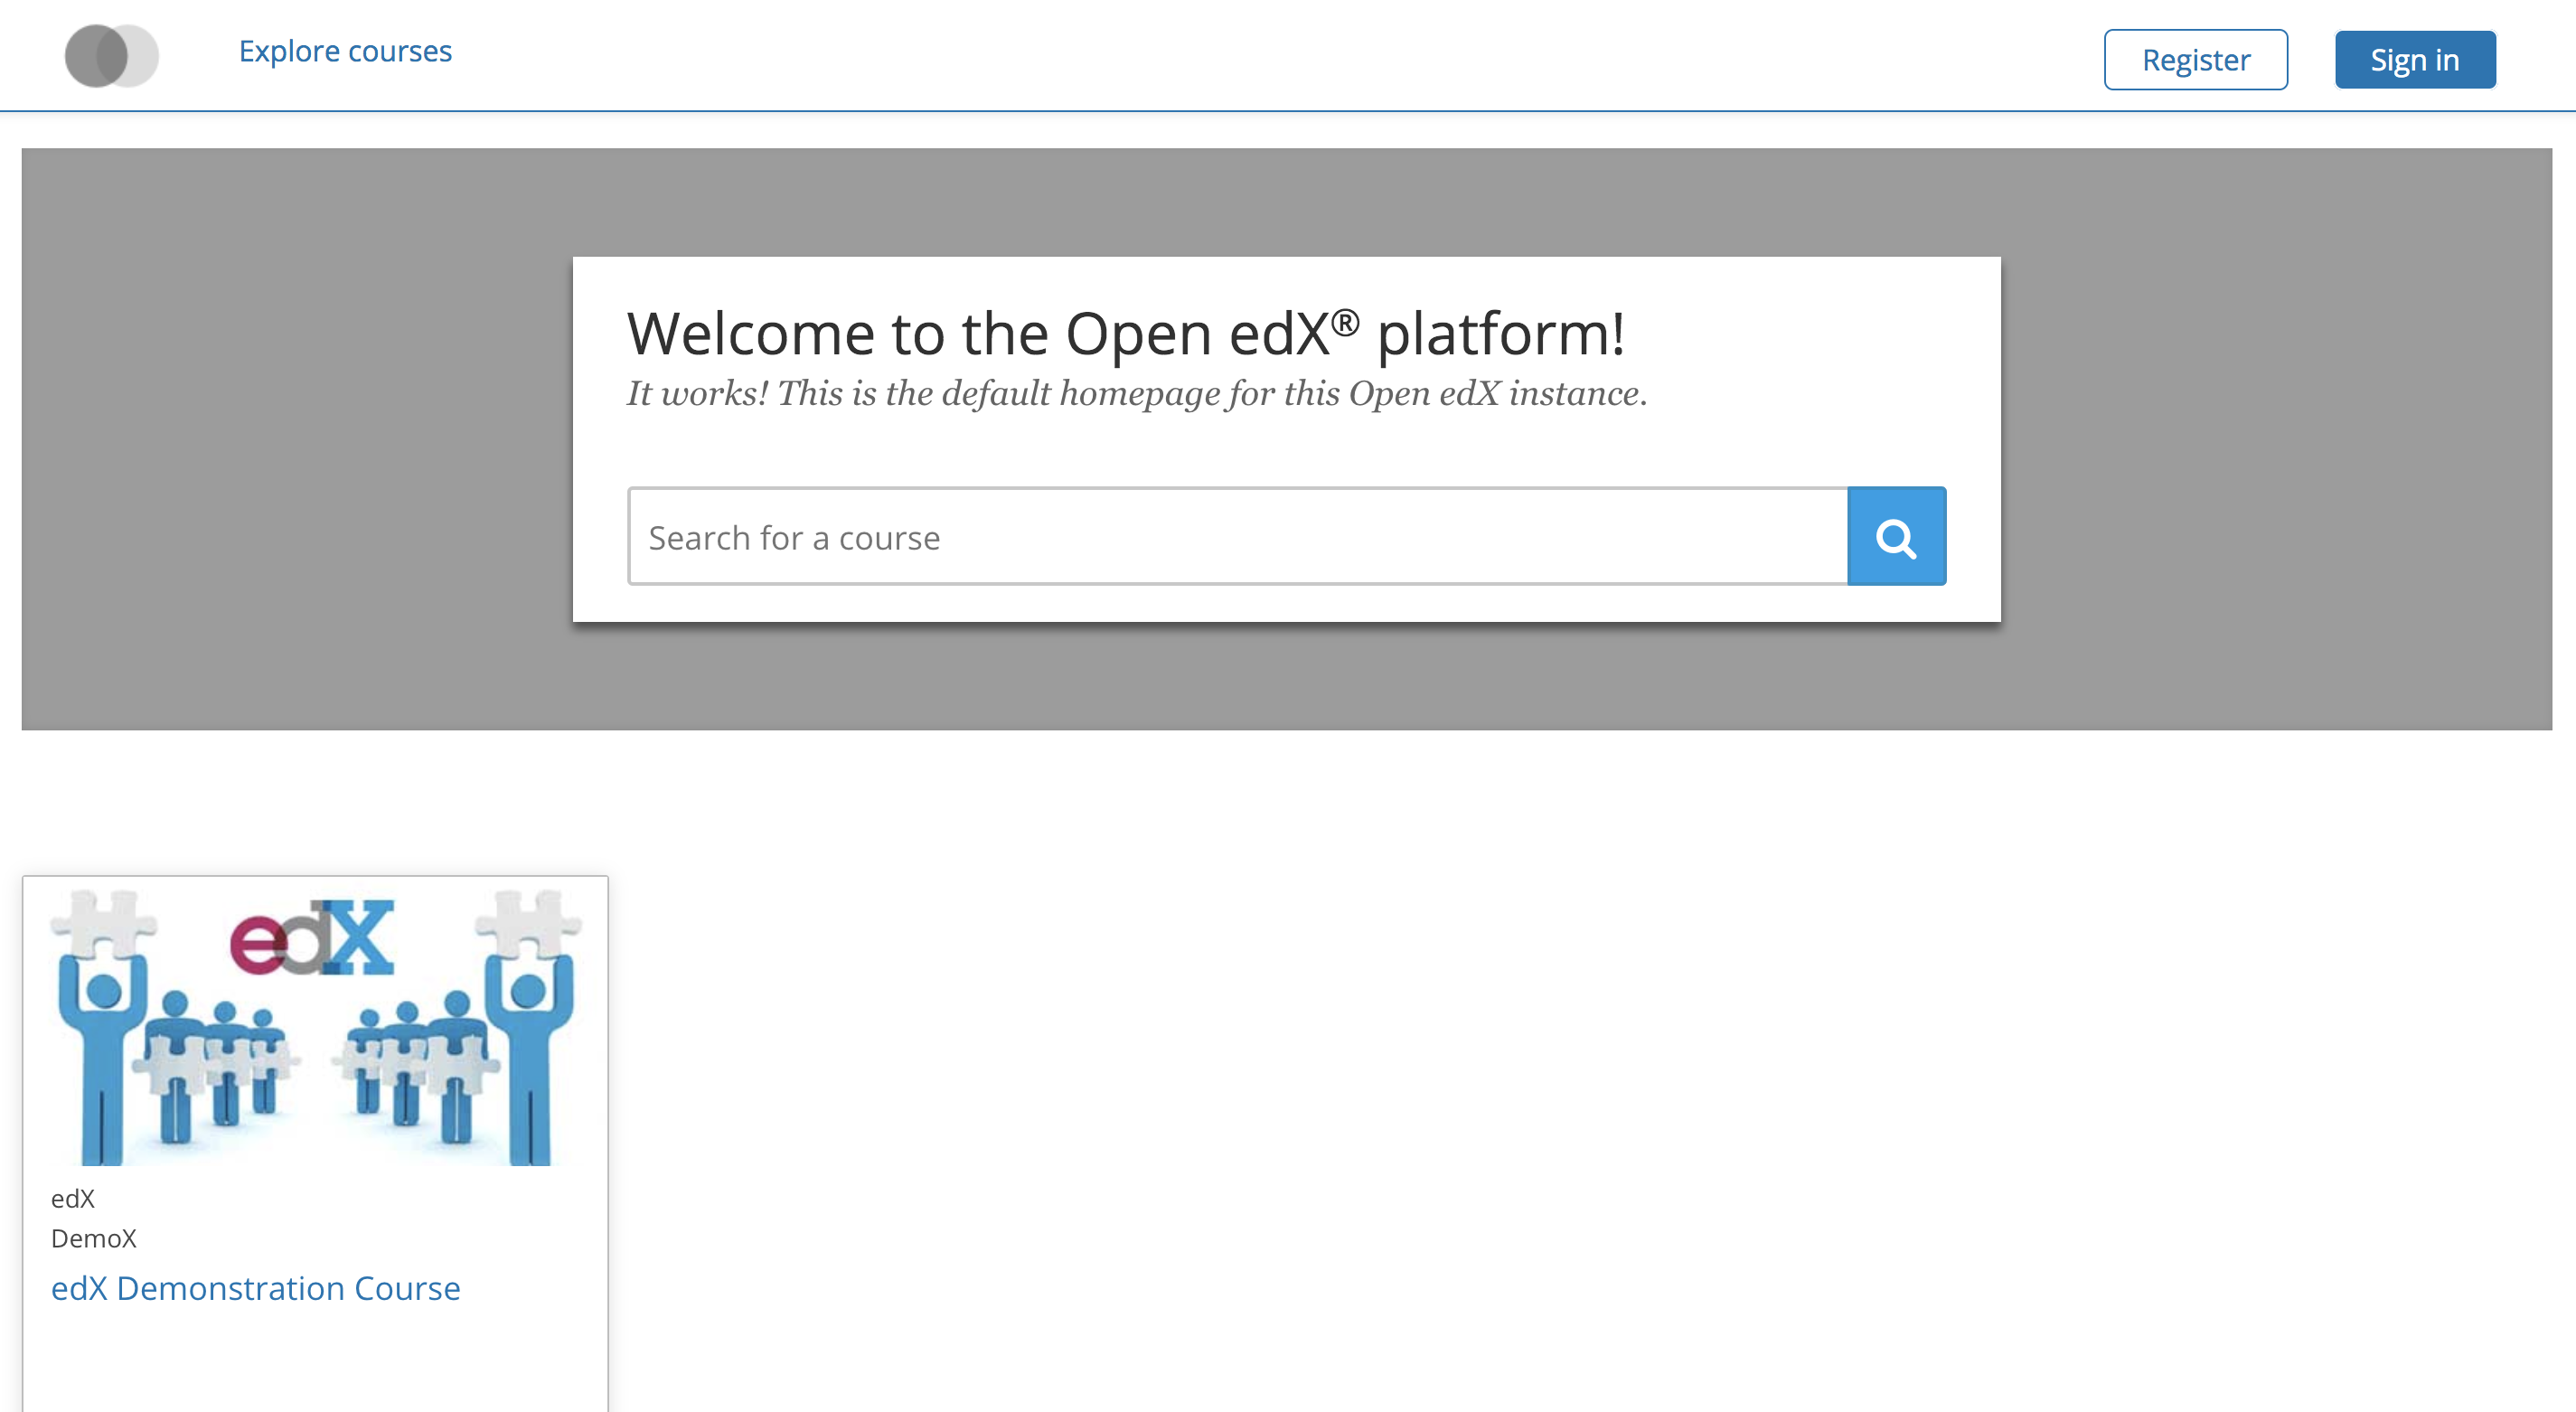 Explore courses
Register
Sign in
Welcome to the Open edX® platform!
It works! This is the default homepage for this Open edX instance.
Search for a course
edX
edX
DemoX
edX Demonstration Course